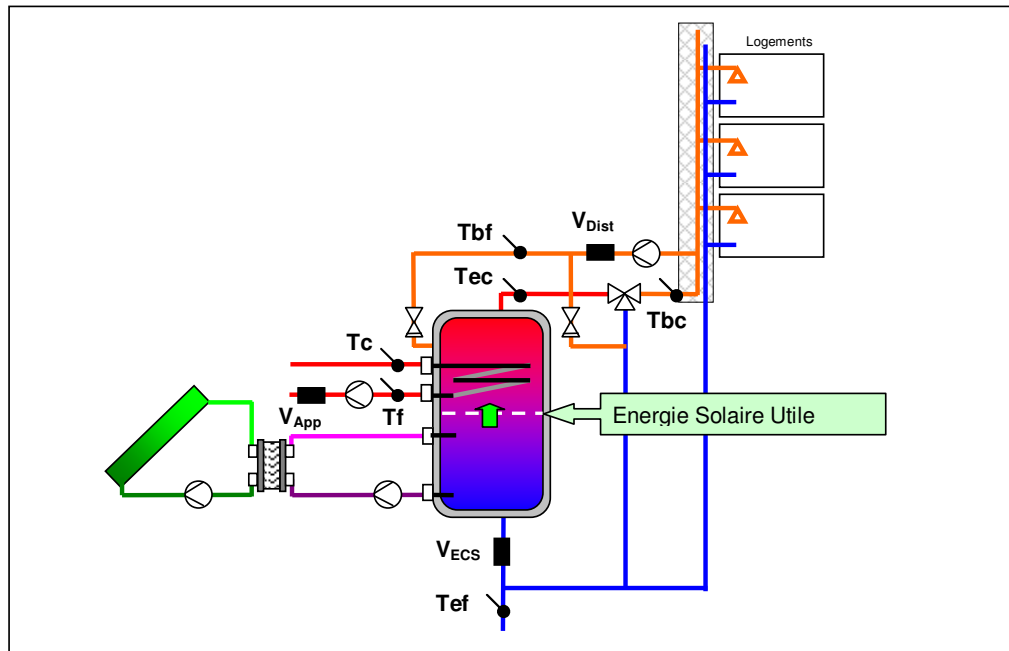 Logements
VDist
Tbf
Tec
Tbc
Tc
VApp
Tf
Energie Solaire Utile
VECS
Tef